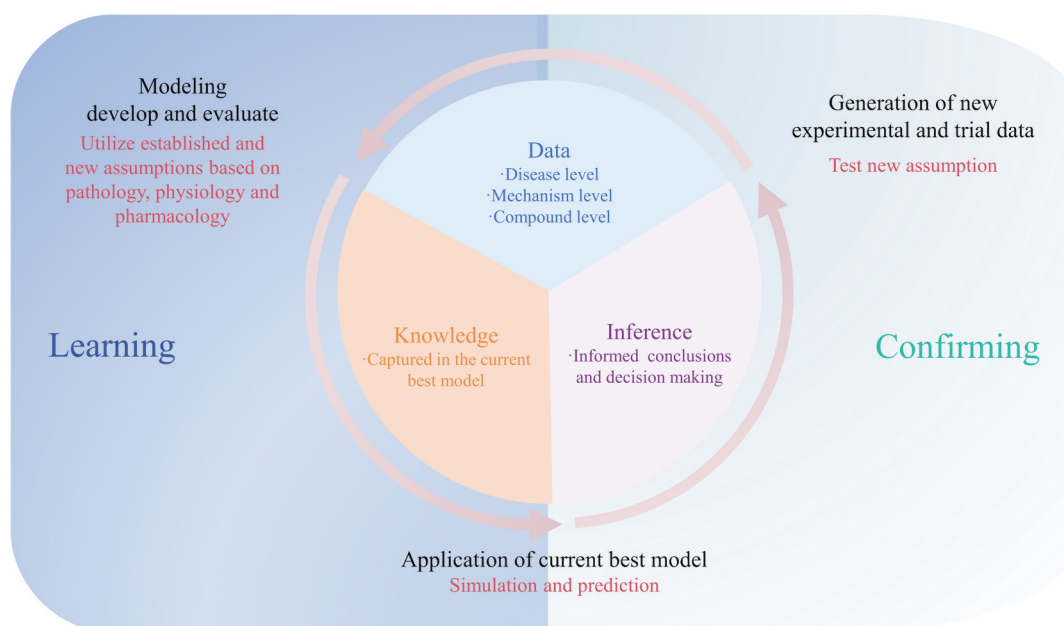 Modeling
develop and evaluate
Utilize established and
new assumptions based on
pathology, physiology and
pharmacology
Generation of new
experimental and trial data
Test new assumption
Data
·Disease level
·Mechanism level
·Compound level
Learning
Knowledge
·Captured in the current
best model
Inference
·Informed conclusions
and decision making
Confirming
Application of current best model
Simulation and prediction